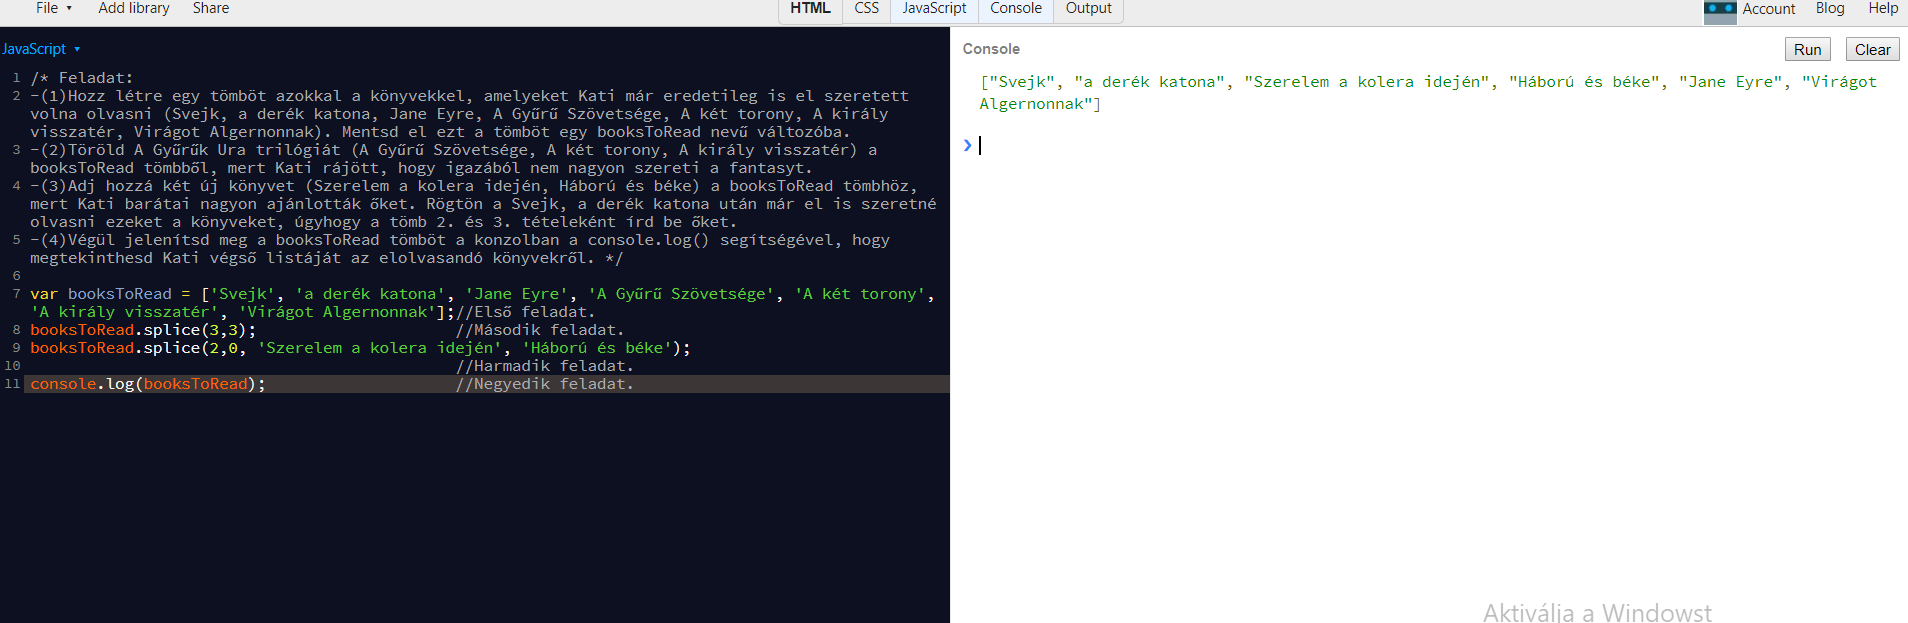 File ▾ Add library Share HTML CSS JavaScript Console Output Account Blog Help
JavaScript ▾
1 /* Feladat:
2 -(1)Hozz létre egy tömböt azokkal a könyvekkel, amelyeket Kati már eredetileg is el szeretett
volna olvasni (Svejk, a derék katona, Jane Eyre, A Gyűrű Szövetsége, A két torony, A király
visszatér, Virágot Algernonnak). Mentsd el ezt a tömböt egy booksToRead nevű változóba.
3 -(2)Töröld A Gyűrűk Ura trilógiát (A Gyűrű Szövetsége, A két torony, A király visszatér) a
booksToRead tömbből, mert Kati rájött, hogy igazából nem nagyon szereti a fantasyt.
4 -(3)Adj hozzá két új könyvet (Szerelem a kolera idején, Háború és béke) a booksToRead tömbhöz,
mert Kati barátai nagyon ajánlották őket. Rögtön a Svejk, a derék katona után már el is szeretné
olvasni ezeket a könyveket, úgyhogy a tömb 2. és 3. tételeként írd be őket.
5 -(4)Végül jelenítsd meg a booksToRead tömböt a konzolban a console.log() segítségével, hogy
megtekinthesd Kati végső listáját az elolvasandó könyvekről. */
6
7 var booksToRead = ['Svejk', 'a derék katona', 'Jane Eyre', 'A Gyűrű Szövetsége', 'A két torony',
'A király visszatér', 'Virágot Algernonnak'];//Első feladat.
8 booksToRead.splice(3,3); //Második feladat.
9 booksToRead.splice(2,0, 'Szerelem a kolera idején', 'Háború és béke');
10 //Harmadik feladat.
11 console.log(booksToRead); //Negyedik feladat.
Console Run Clear
["Svejk", "a derék katona", "Szerelem a kolera idején", "Háború és béke", "Jane Eyre", "Virágot
Algernonnak"]
❯
Aktiválja a Windowst